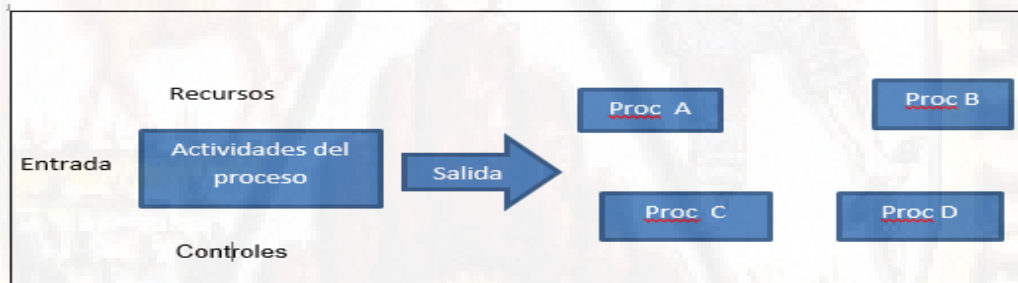 Recursos
Proc A
Proc B
Entrada
Actividades del
proceso
Salida
Proc C
Proc D
Controles